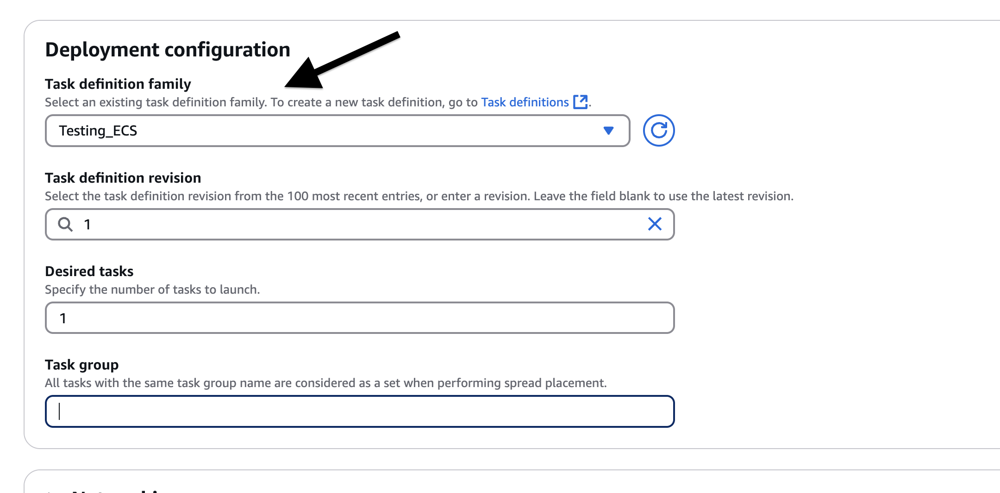 Deployment configuration
Task definition family
Select an existing task definition family. To create a new task definition, go to Task definitions.
Testing_ECS
Task definition revision
Select the task definition revision from the 100 most recent entries, or enter a revision. Leave the field blank to use the latest revision.
1
Desired tasks
Specify the number of tasks to launch.
1
Task group
All tasks with the same task group name are considered as a set when performing spread placement.